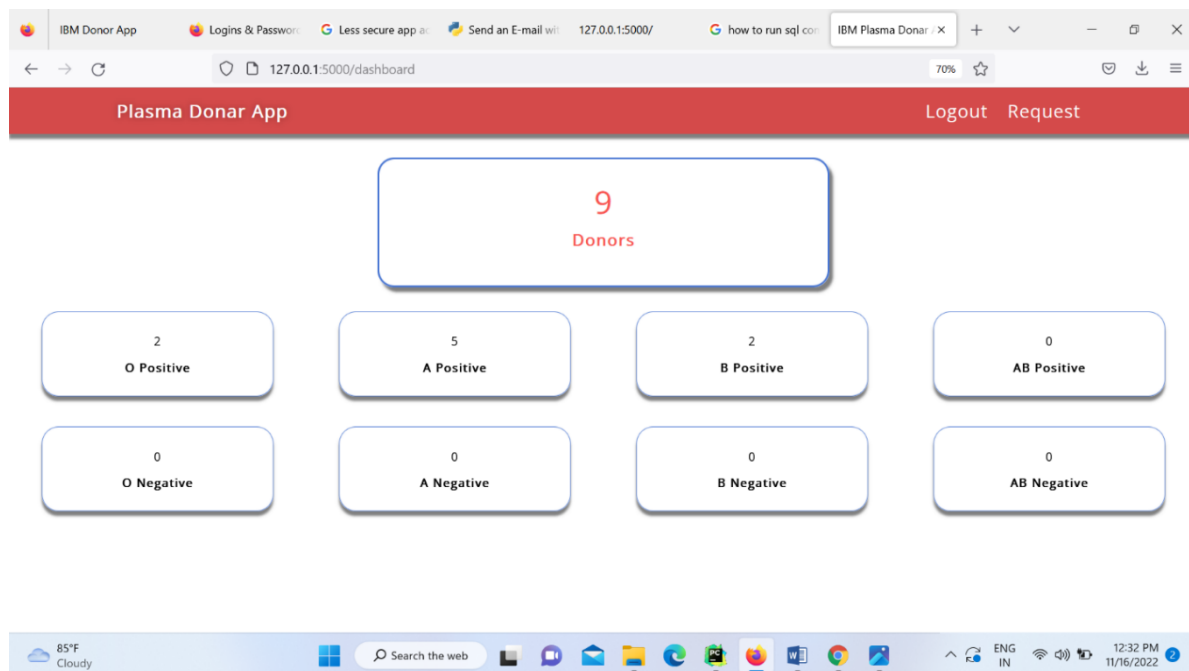 IBM Donor App Logins & Passwor Less secure app ac Send an E-mail wit 127.0.0.1:5000/ how to run sql con IBM Plasma Donar A
127.0.0.1:5000/dashboard 70%
Plasma Donar App Logout Request
9
Donors
2 5 2 0
O Positive A Positive B Positive AB Positive
0 0 0 0
O Negative A Negative B Negative AB Negative
85°F Search the web ENG 12:32 PM 2
Cloudy IN 11/16/2022